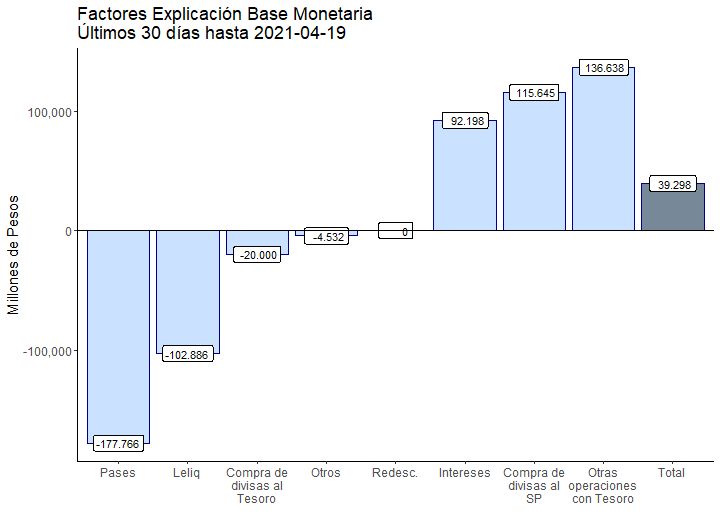 Factores Explicación Base Monetaria
Últimos 30 días hasta 2021-04-19
Millones de Pesos
100,000
0
-100,000
-177.766
-102.886
-20.000
-4.532
0
92.198
115.645
136.638
39.298
Pases
Leliq
Compra de
divisas al
Tesoro
Otros
Redesc.
Intereses
Compra de
divisas al
SP
Otras
operaciones
con Tesoro
Total